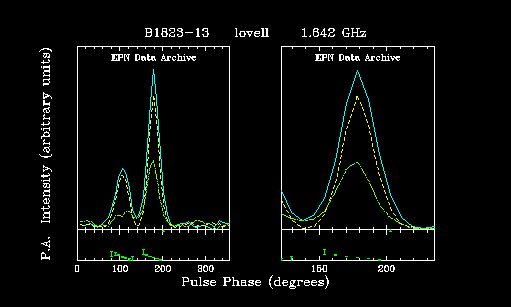 B1823-13 lovell 1.642 GHz
EPN Data Archive EPN Data Archive
Intensity (arbitrary units)
P.A.
0 100 200 300 160 200
Pulse Phase (degrees)